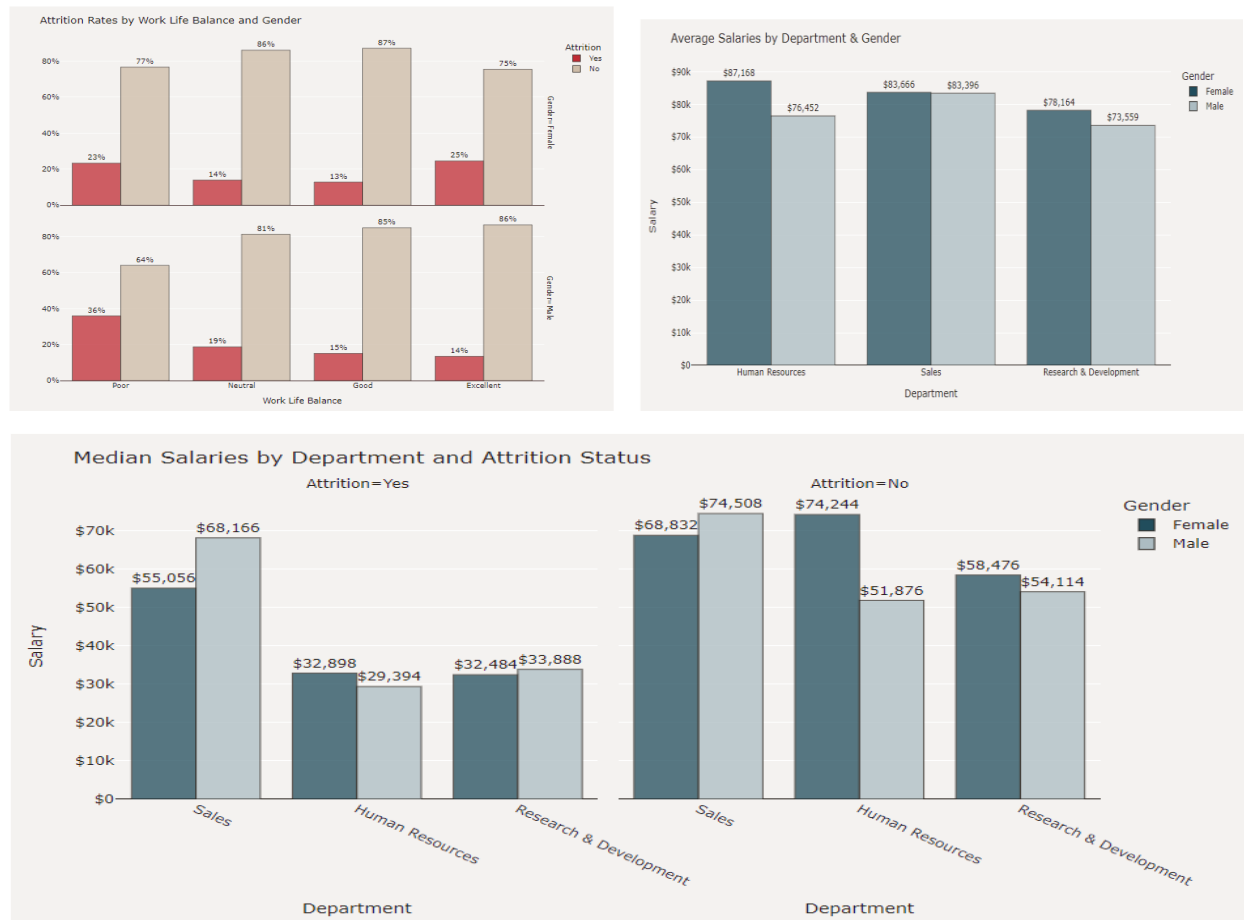 Attrition Rates by Work Life Balance and Gender
Attrition
Yes
No
80%
60%
40%
20%
0%
77%
86%
87%
75%
23%
14%
13%
25%
Gender=Female
80%
60%
40%
20%
0%
64%
81%
85%
86%
36%
19%
15%
14%
Gender=Male
Poor Neutral Good Excellent
Work Life Balance
Average Salaries by Department & Gender
Gender
Female
Male
$90k
$80k
$70k
$60k
$50k
$40k
$30k
$20k
$10k
$0
Salary
$87,168
$76,452
$83,666
$83,396
$78,164
$73,559
Human Resources Sales Research & Development
Department
Median Salaries by Department and Attrition Status
Attrition=Yes Attrition=No
Gender
Female
Male
$70k
$60k
$50k
$40k
$30k
$20k
$10k
$0
Salary
$55,056
$68,166
$32,898
$29,394
$32,484
$33,888
$68,832
$74,508
$74,244
$51,876
$58,476
$54,114
Sales
Human Resources
Research & Development
Sales
Human Resources
Research & Development
Department Department